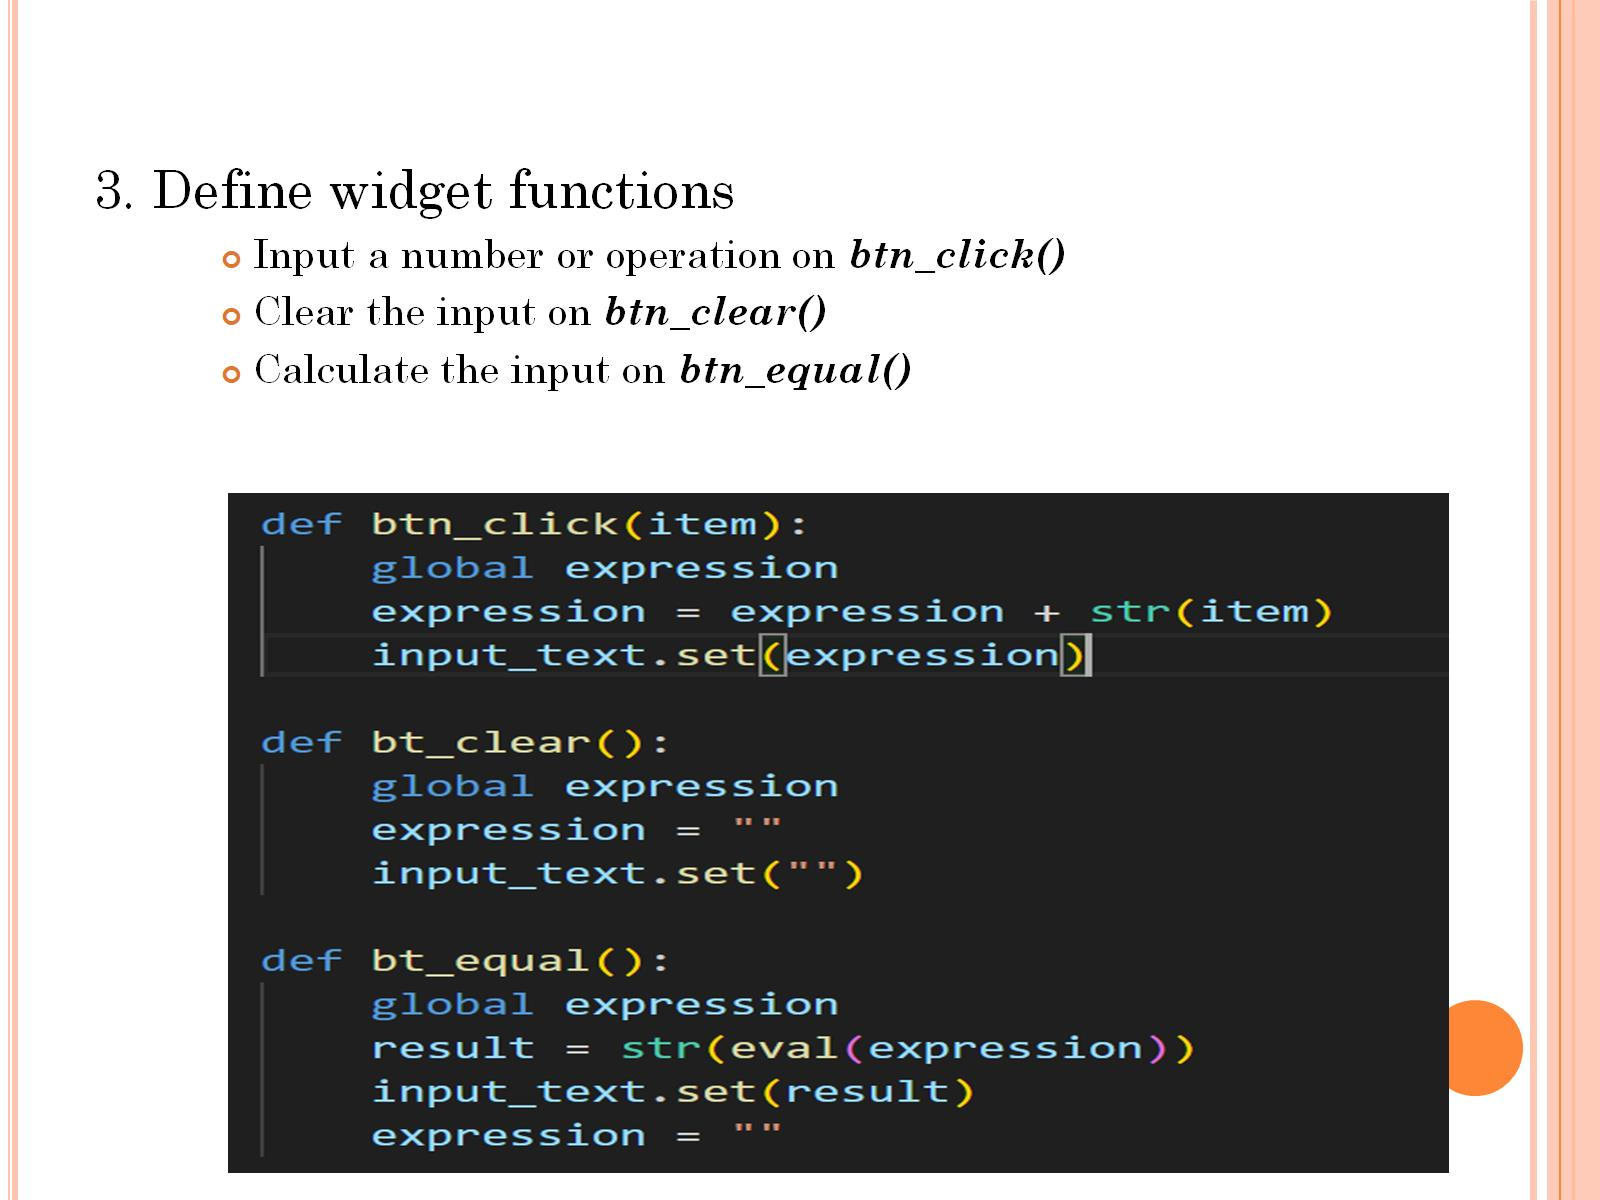 3. Define widget functions
Input a number or operation on btn_click()
Clear the input on btn_clear()
Calculate the input on btn_equal()
def btn_click(item):
    global expression
    expression = expression + str(item)
    input_text.set(expression)
def bt_clear():
    global expression
    expression = ""
    input_text.set("")
def bt_equal():
    global expression
    result = str(eval(expression))
    input_text.set(result)
    expression = ""